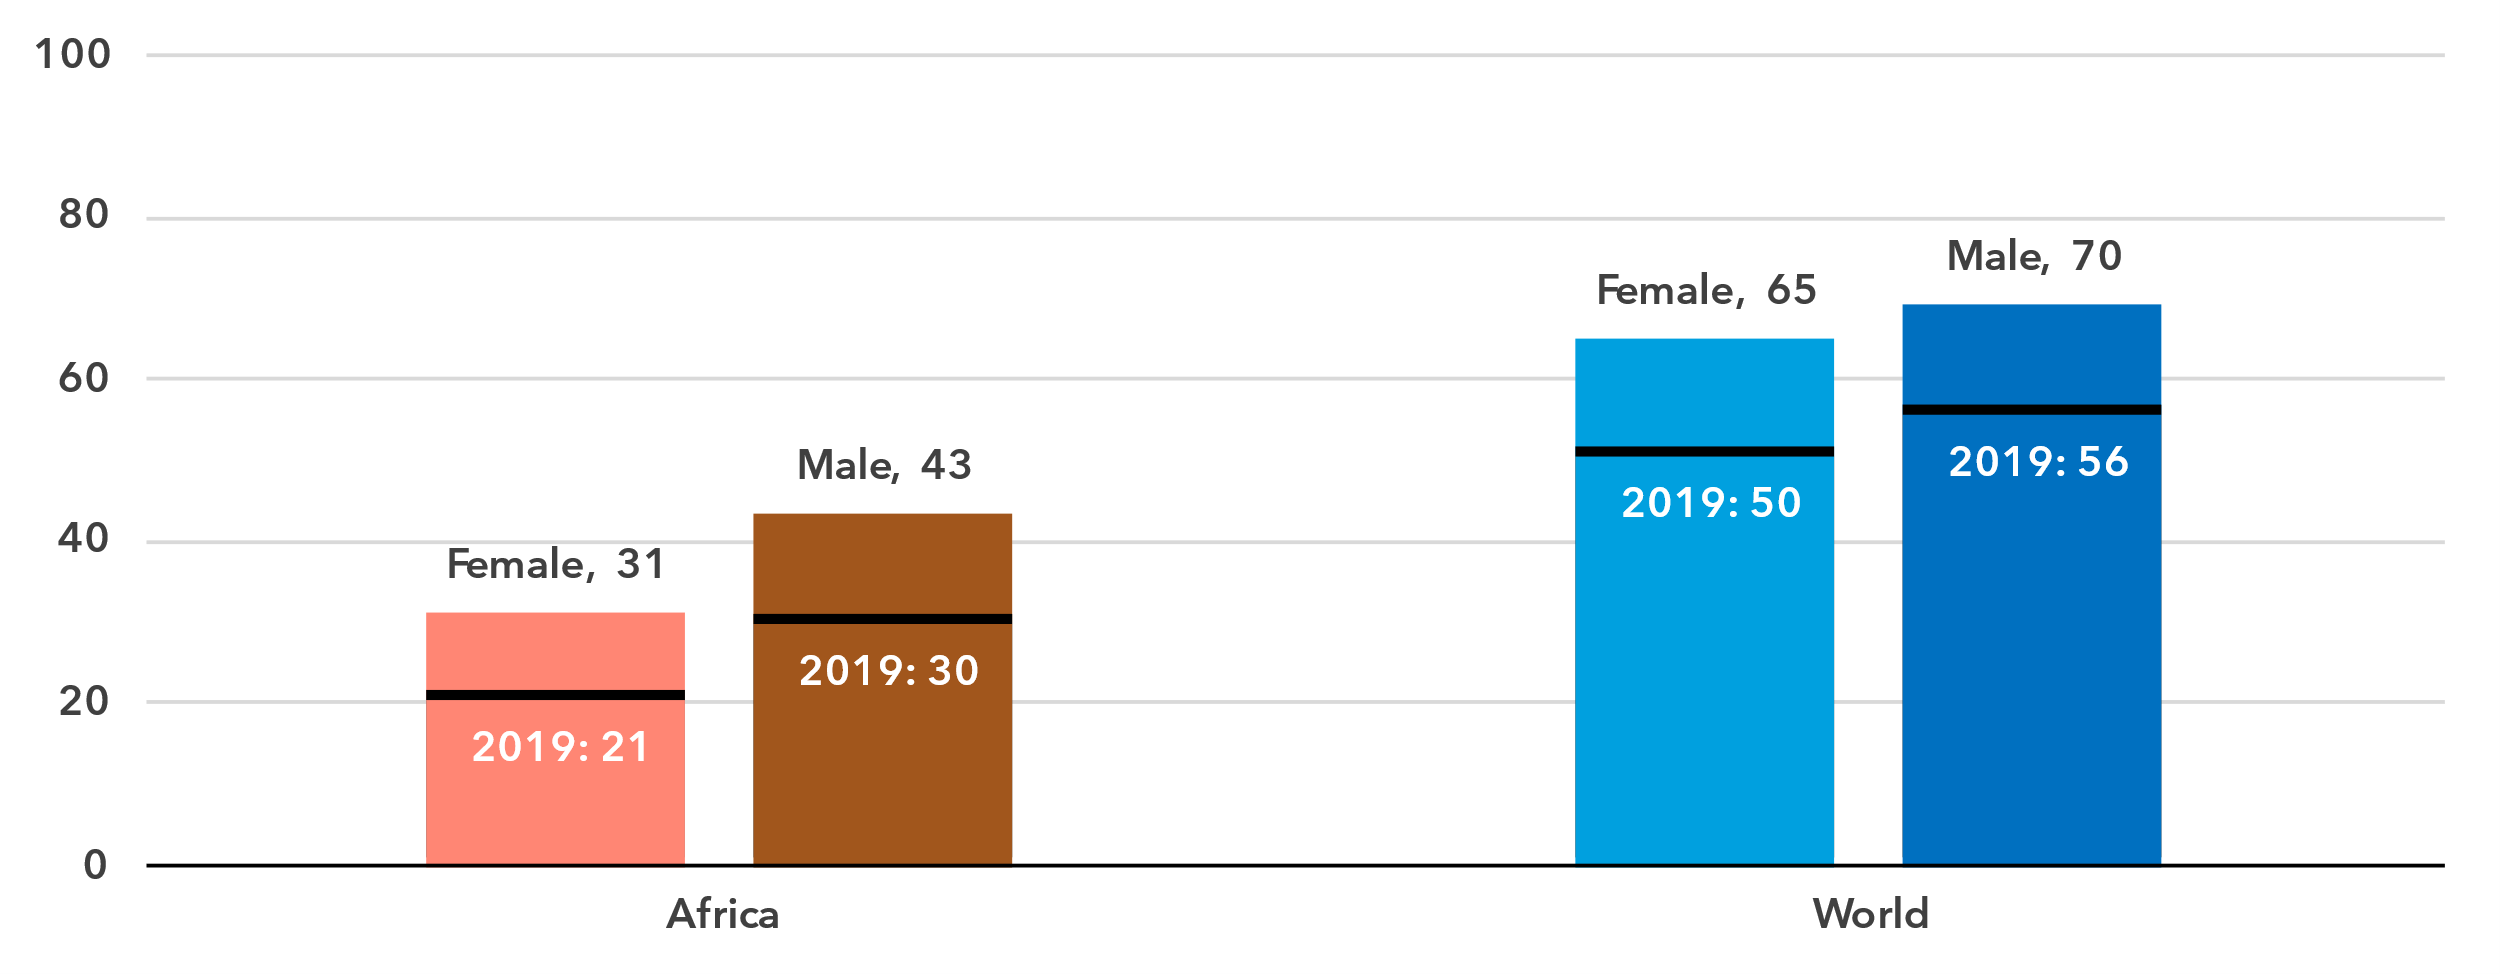 100
80
60
40
20
0
Female, 31
2019: 21
Male, 43
2019: 30
Female, 65
2019: 50
Male, 70
2019: 56
Africa
World